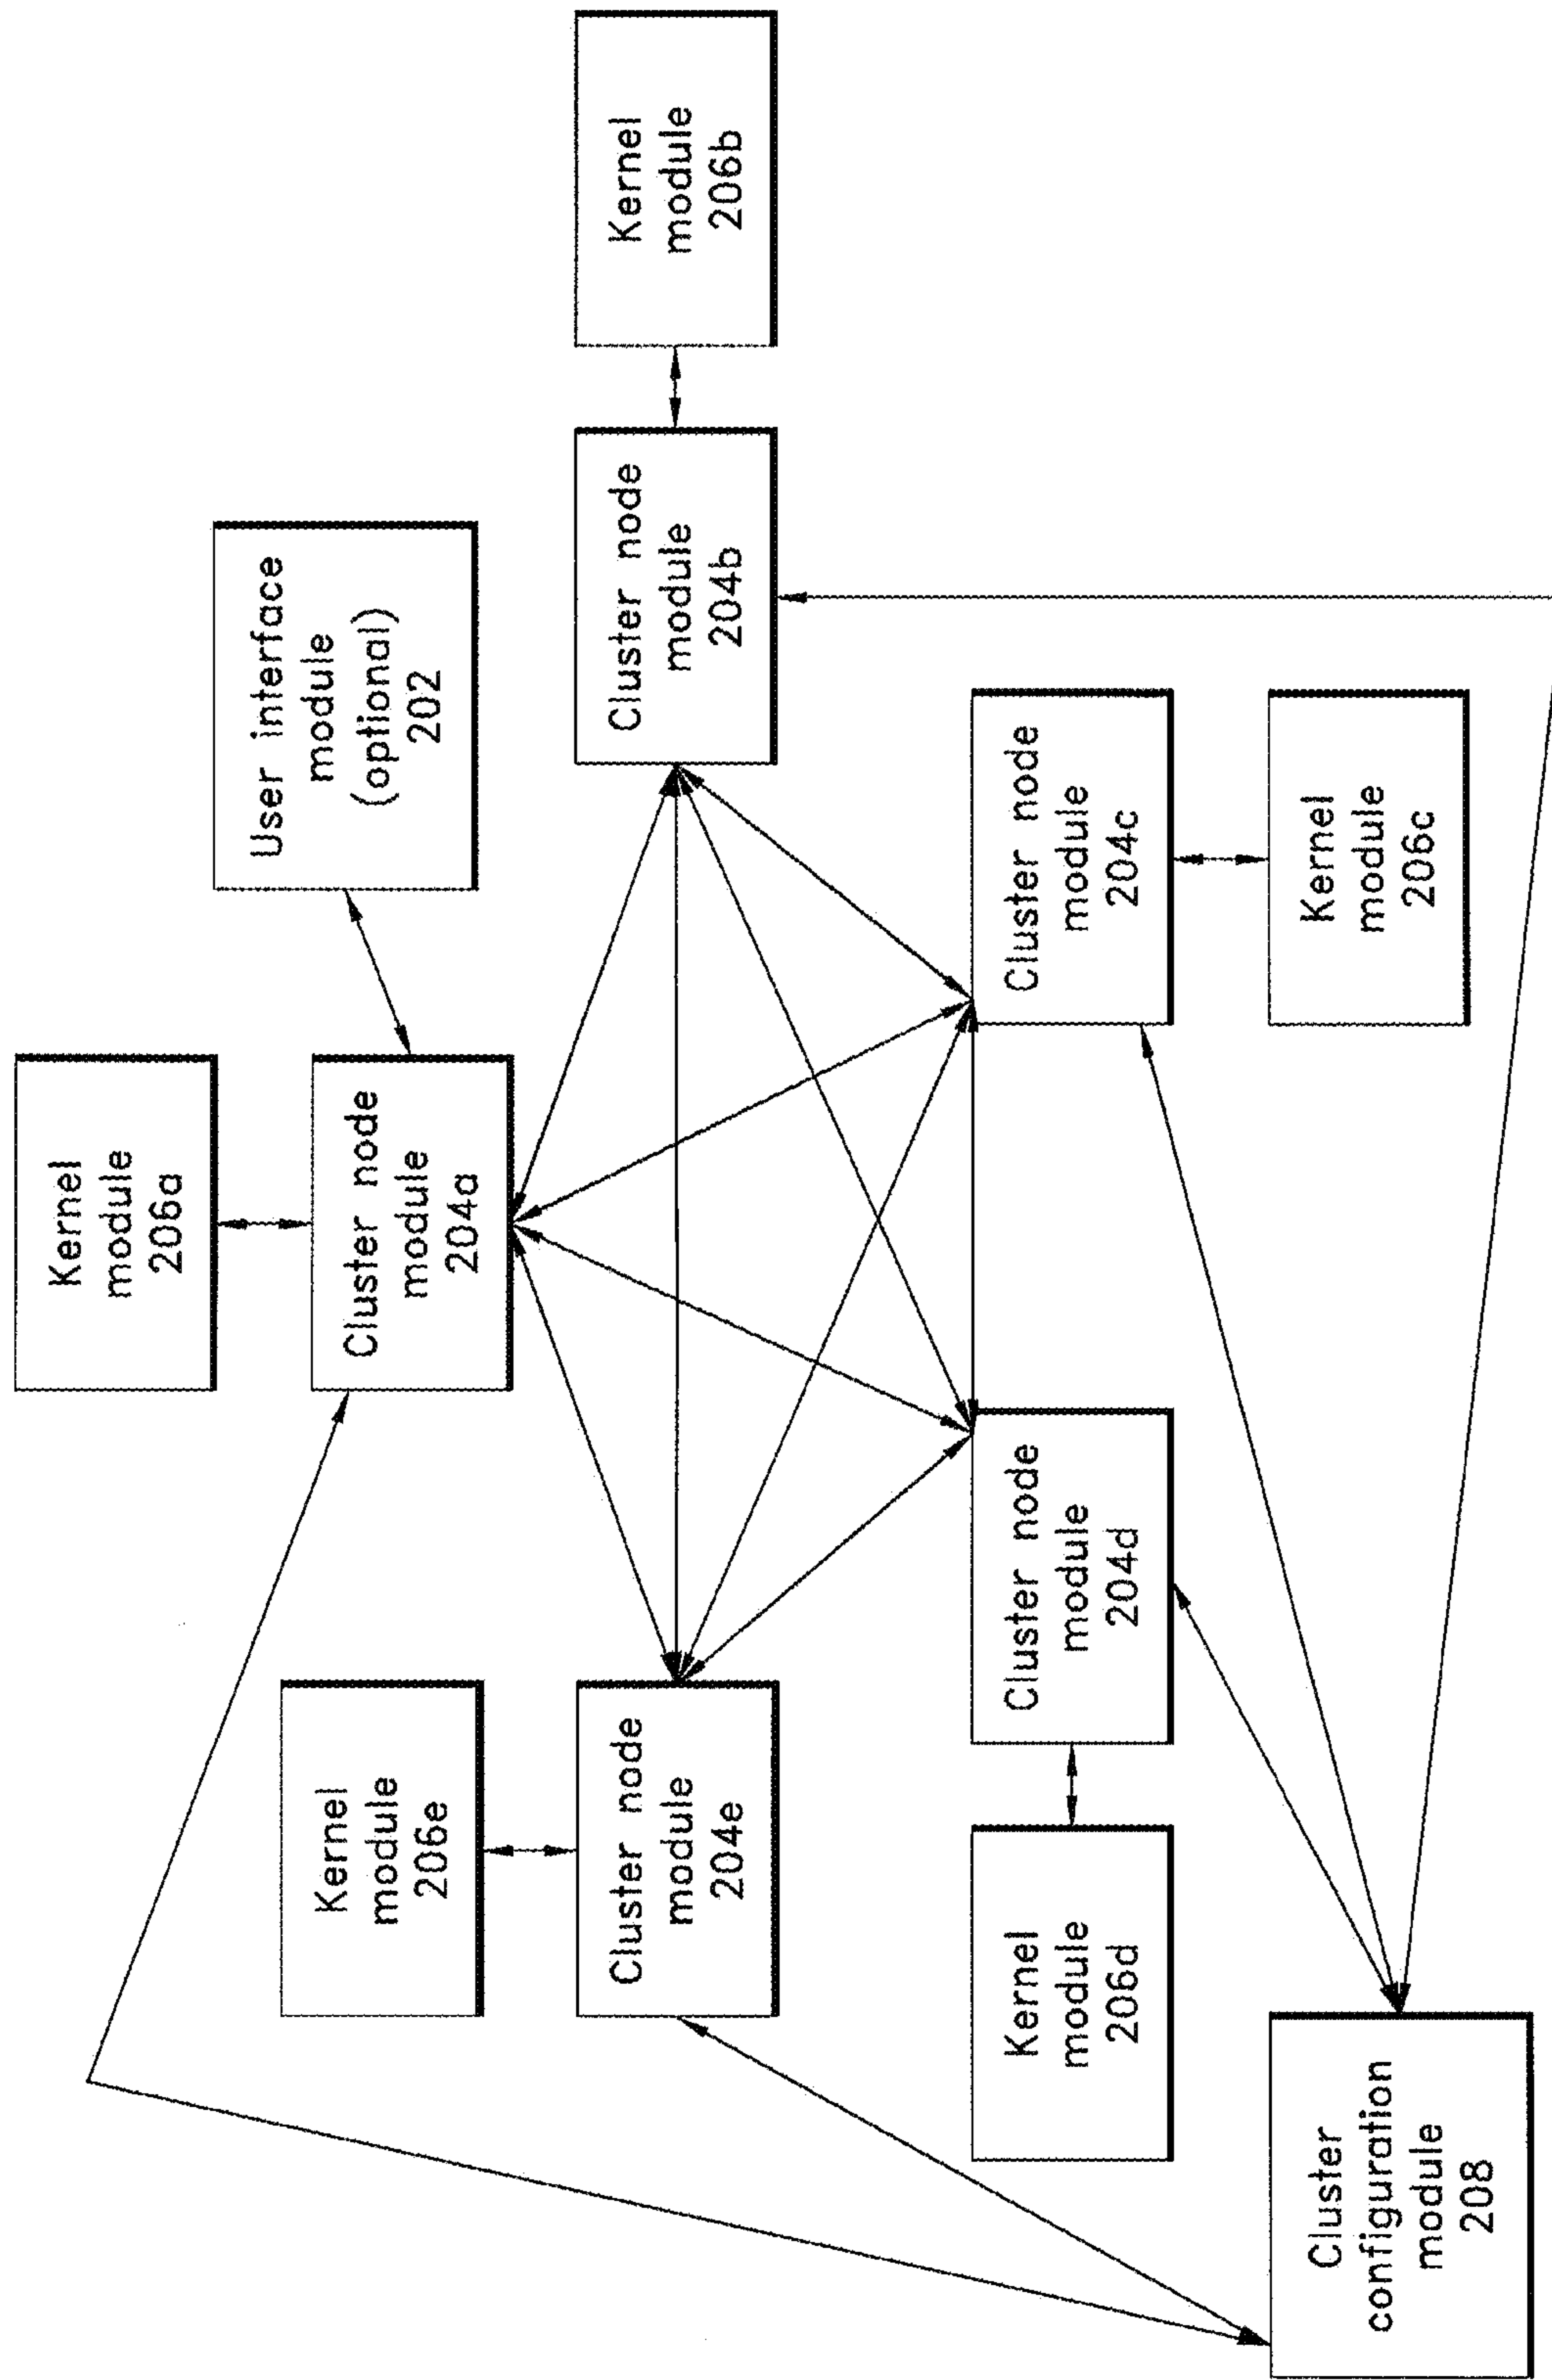 Kernel
module
206a
User interface
module
(optional)
202
Cluster node
module
204a
Kernel
module
206e
Cluster node
module
204e
Cluster node
module
204b
Kernel
module
206b
Kernel
module
206d
Cluster node
module
204d
Cluster node
module
204c
Cluster
configuration
module
208
Kernel
module
206c